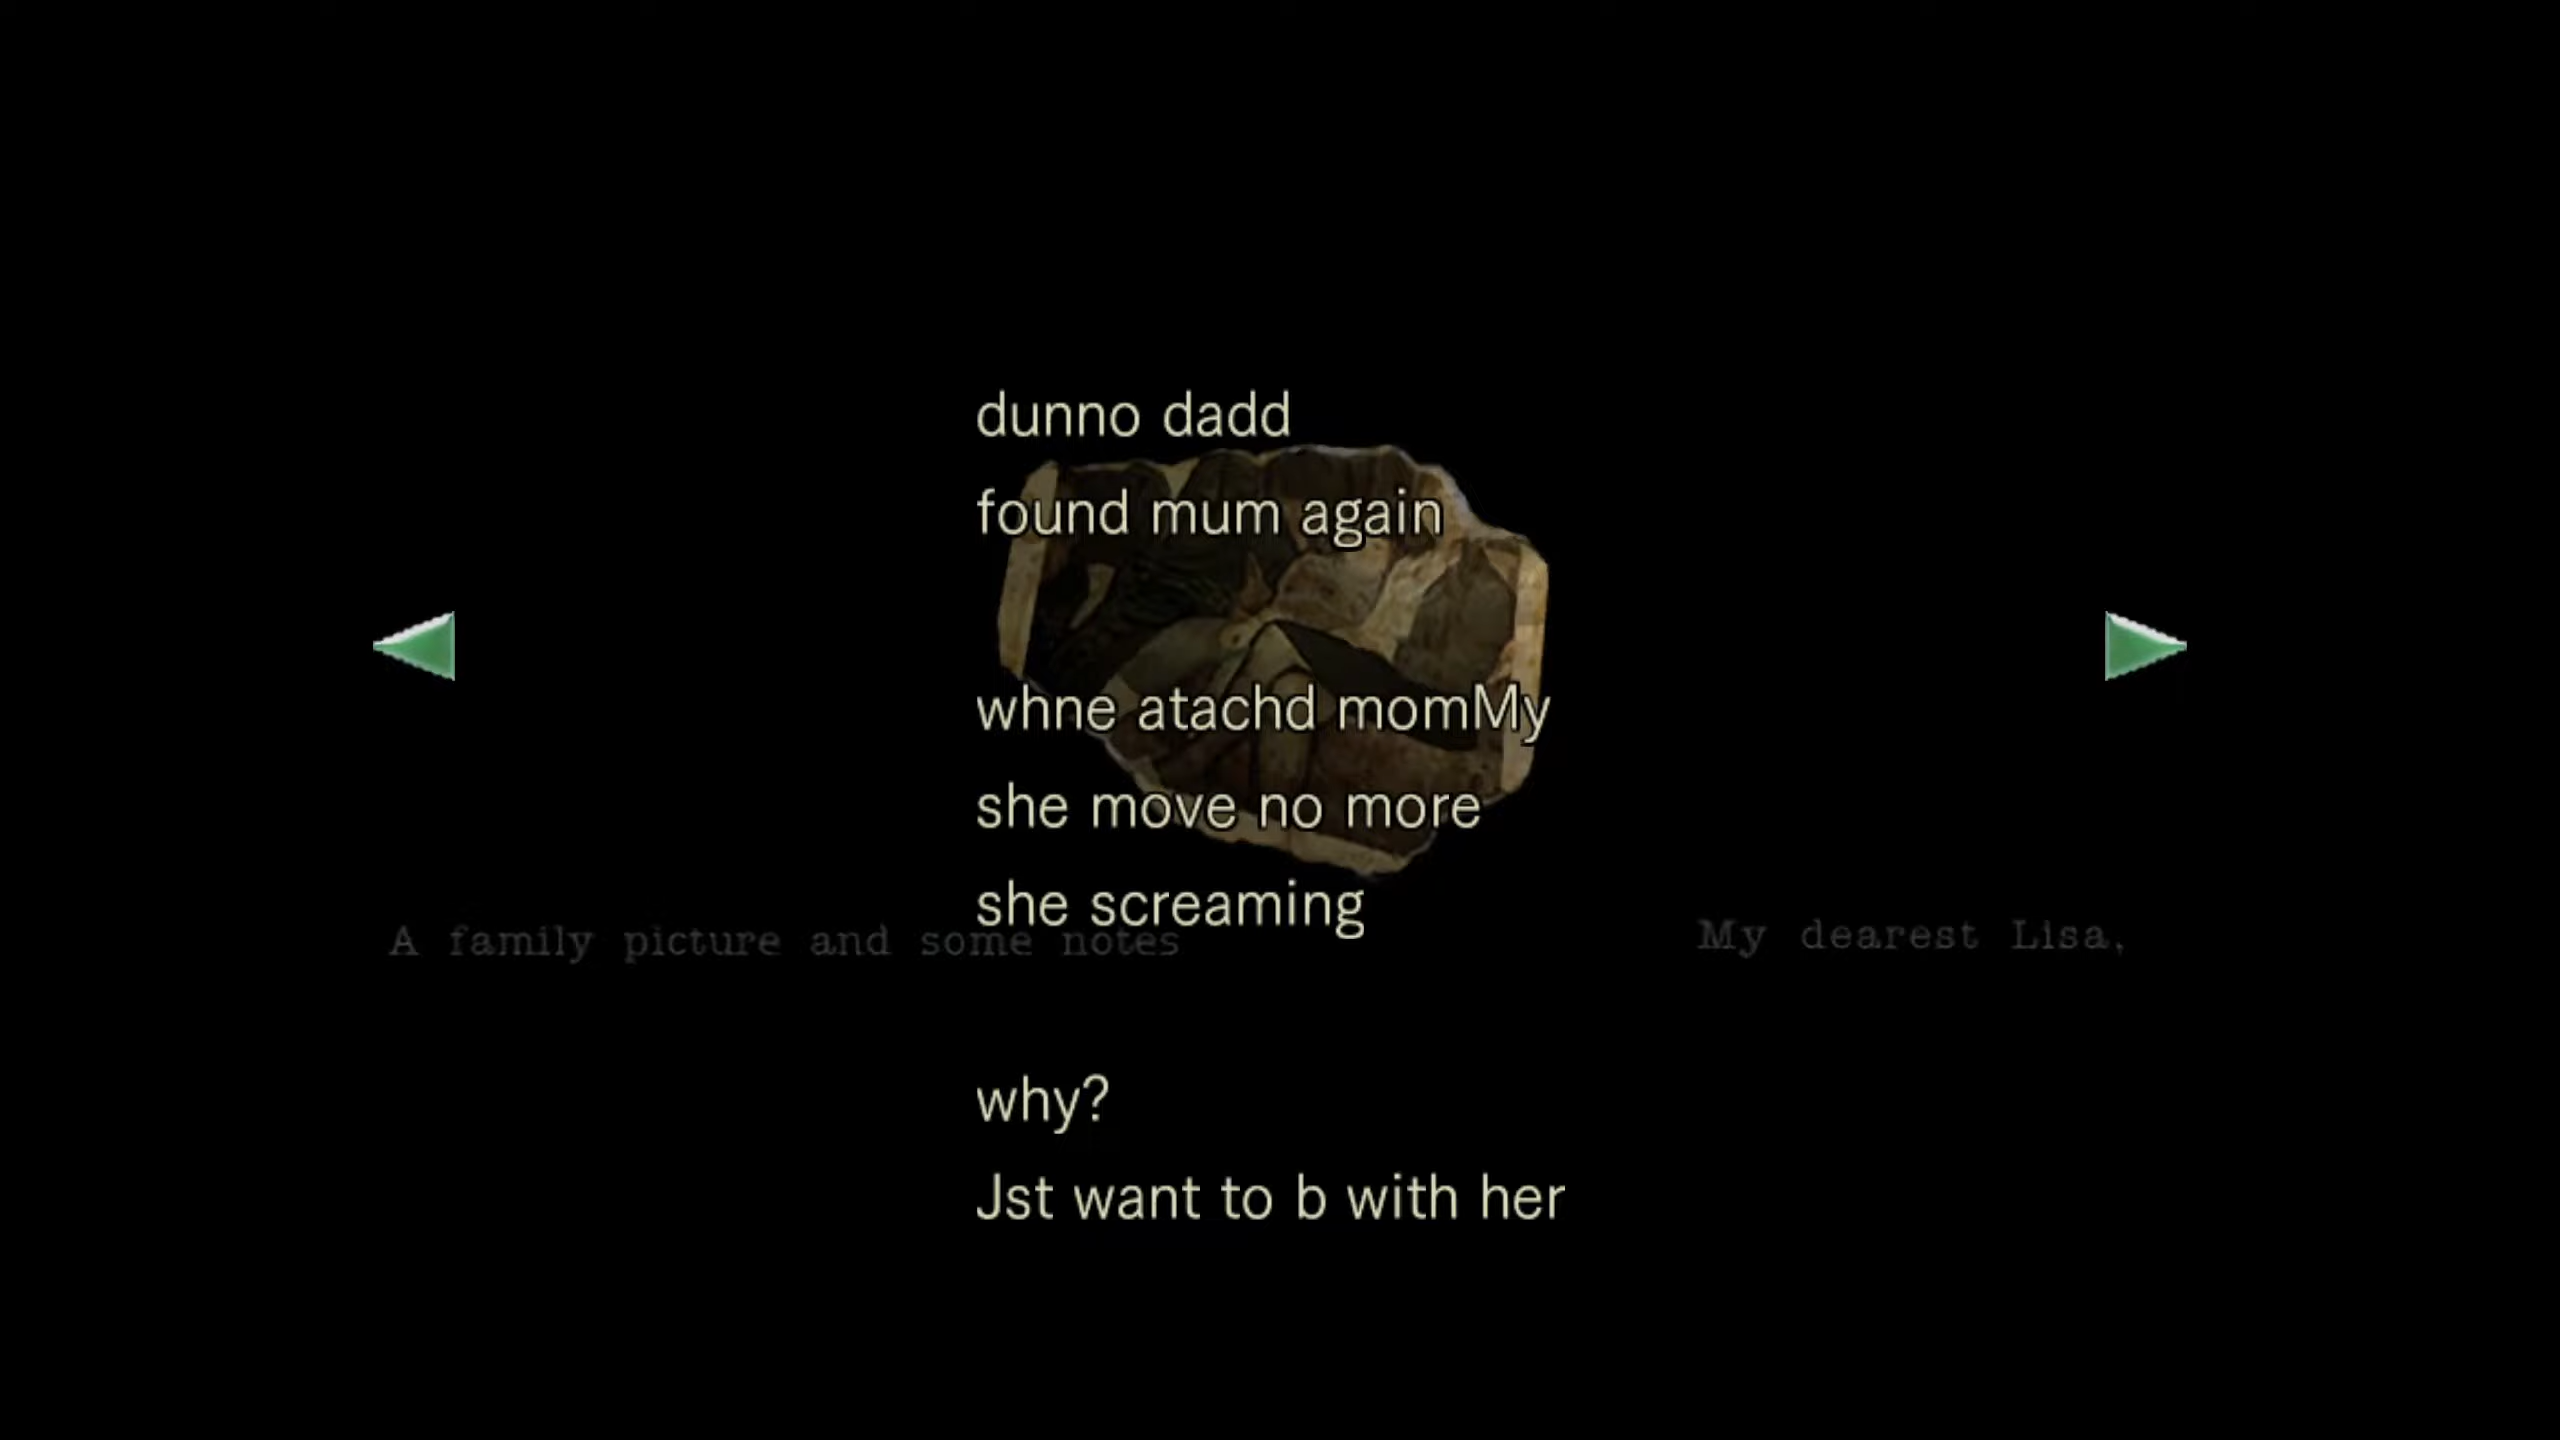 dunno dadd
found mum again
whne atachd momMy
she move no more
she screaming
A family picture and some notes
My dearest Lisa,
why?
Jst want to b with her